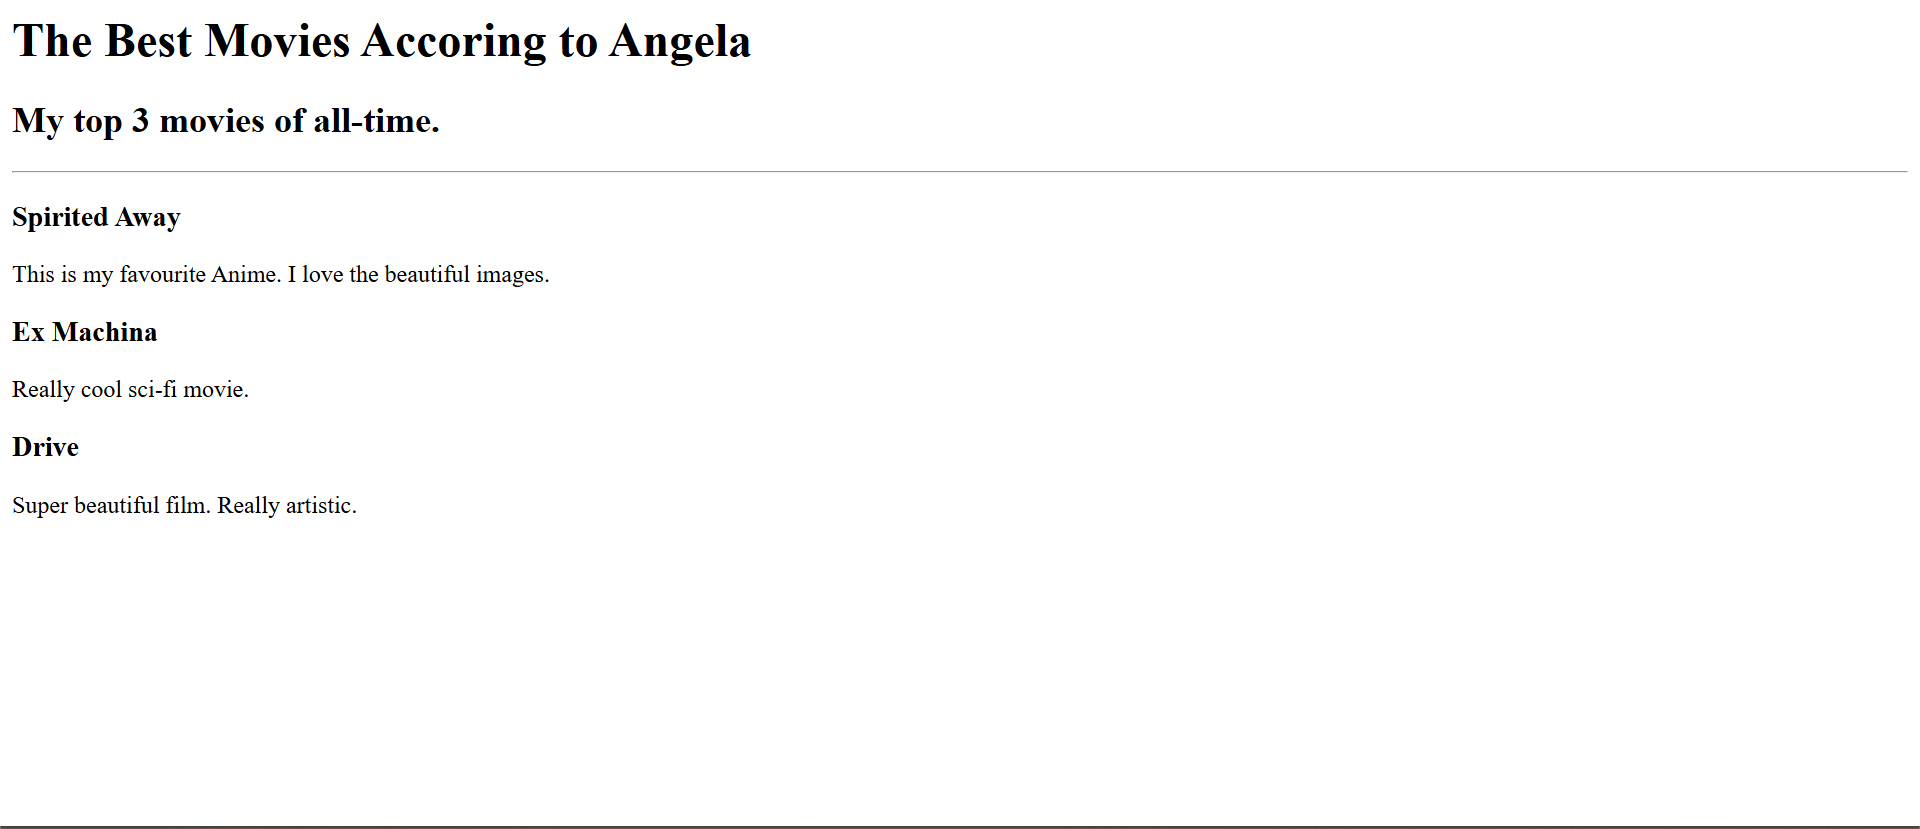 The Best Movies Accoring to Angela
My top 3 movies of all-time.
Spirited Away
This is my favourite Anime. I love the beautiful images.
Ex Machina
Really cool sci-fi movie.
Drive
Super beautiful film. Really artistic.